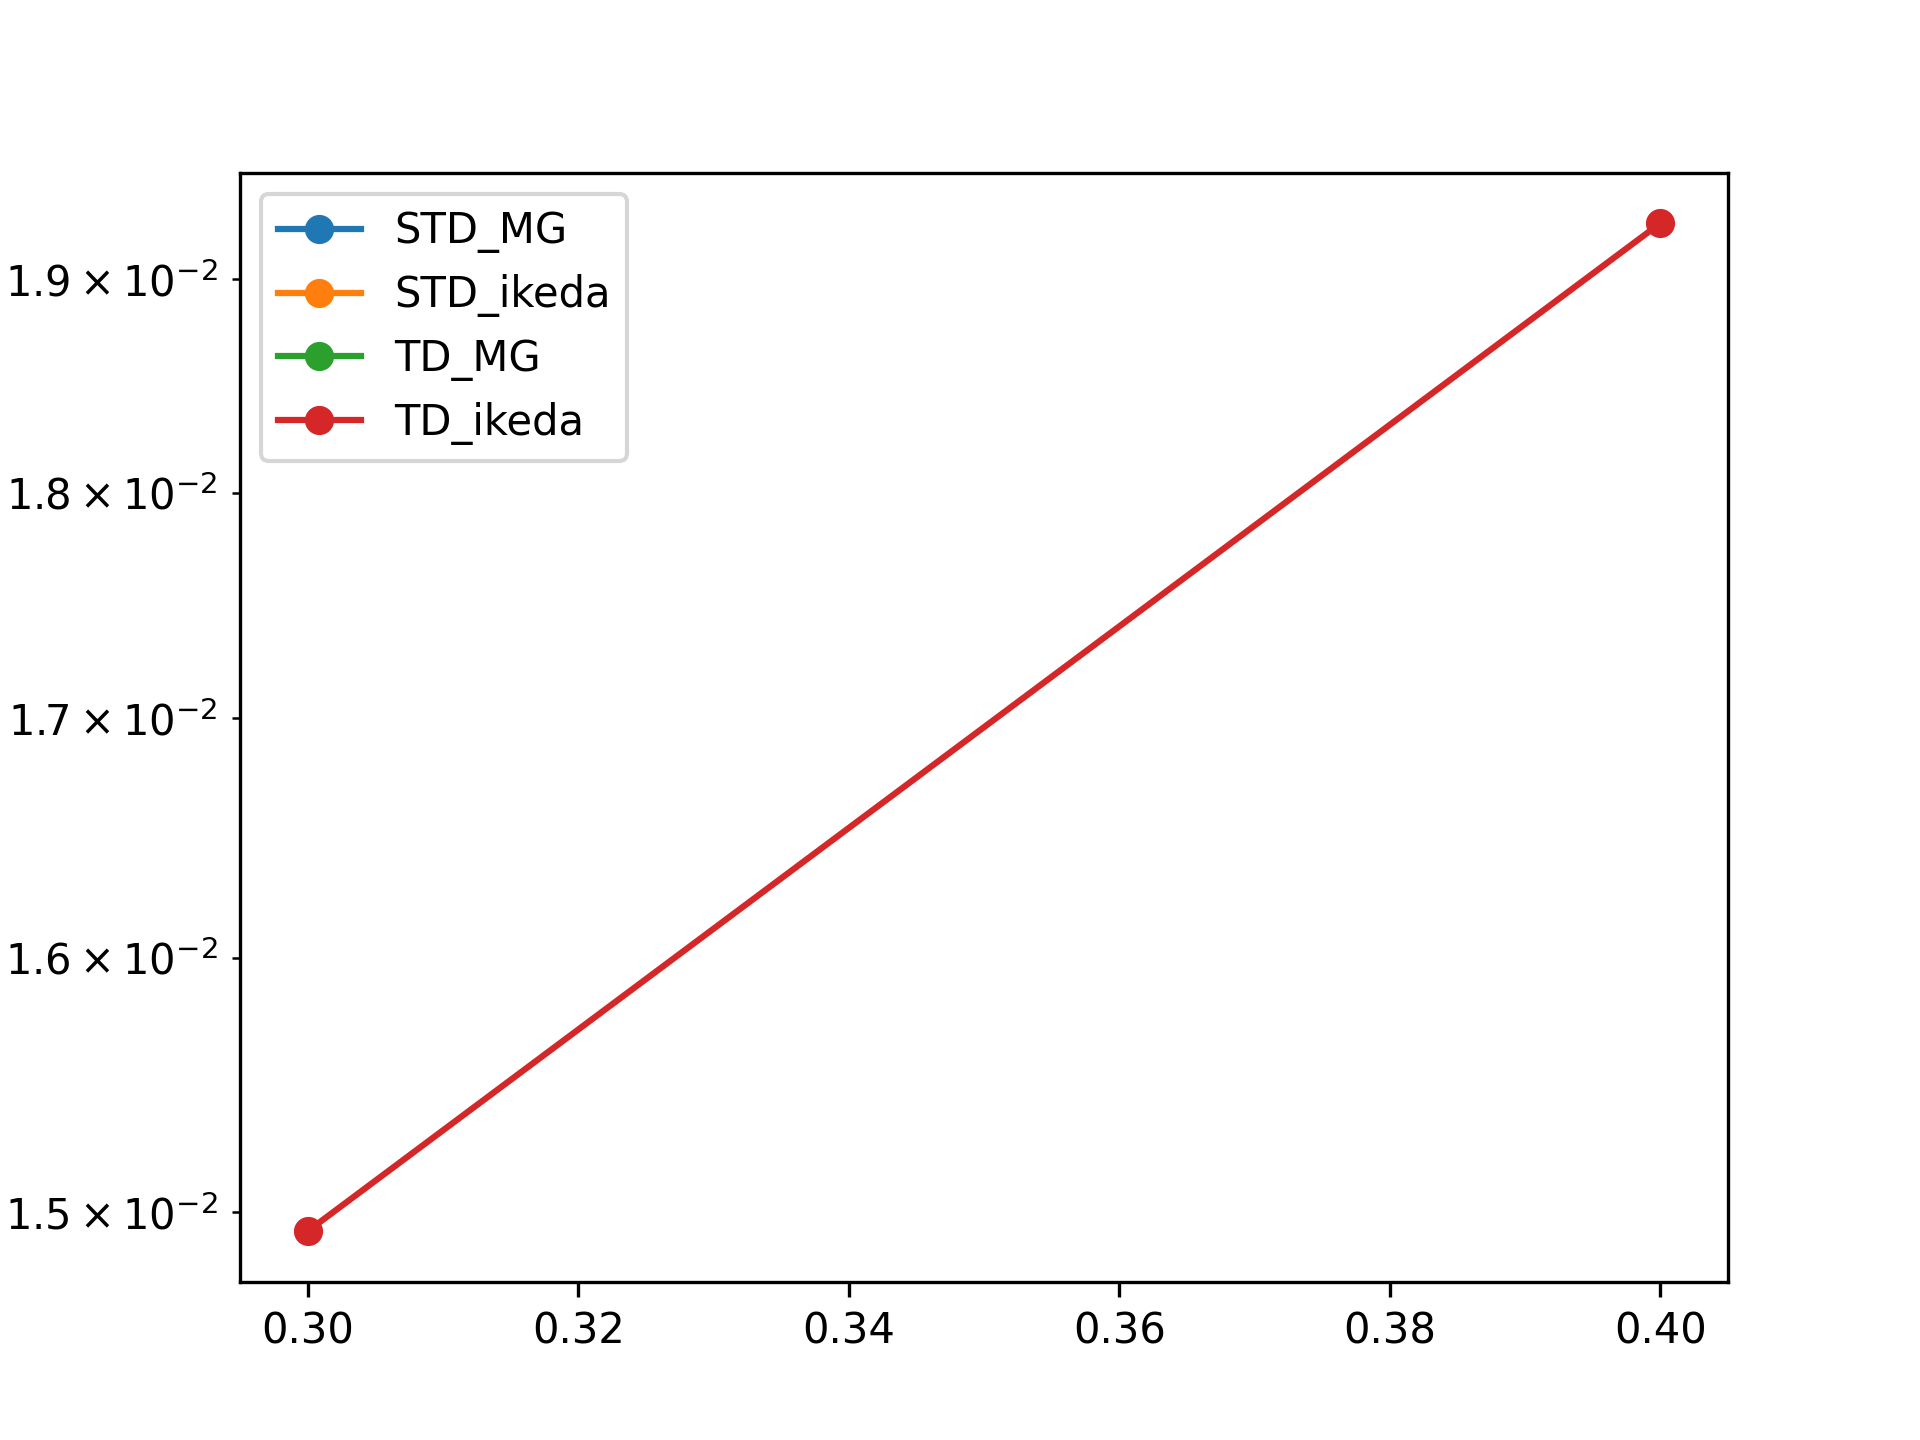 STD_MG
STD_ikeda
TD_MG
TD_ikeda
1.9 × 10⁻²
1.8 × 10⁻²
1.7 × 10⁻²
1.6 × 10⁻²
1.5 × 10⁻²
0.30 0.32 0.34 0.36 0.38 0.40